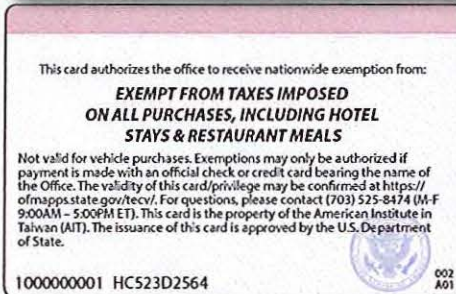 This card authorizes the office to receive nationwide exemption from:
EXEMPT FROM TAXES IMPOSED
ON ALL PURCHASES, INCLUDING HOTEL
STAYS & RESTAURANT MEALS
Not valid for vehicle purchases. Exemptions may only be authorized if
payment is made with an official check or credit card bearing the name of
the Office. The validity of this card/privilege may be confirmed at https://
ofmapps.state.gov/tecv/. For questions, please contact (703) 525-8474 (M-F
9:00AM – 5:00PM ET). This card is the property of the American Institute in
Taiwan (AIT). The issuance of this card is approved by the U.S. Department
of State.
1000000001 HC523D2564
002
A01